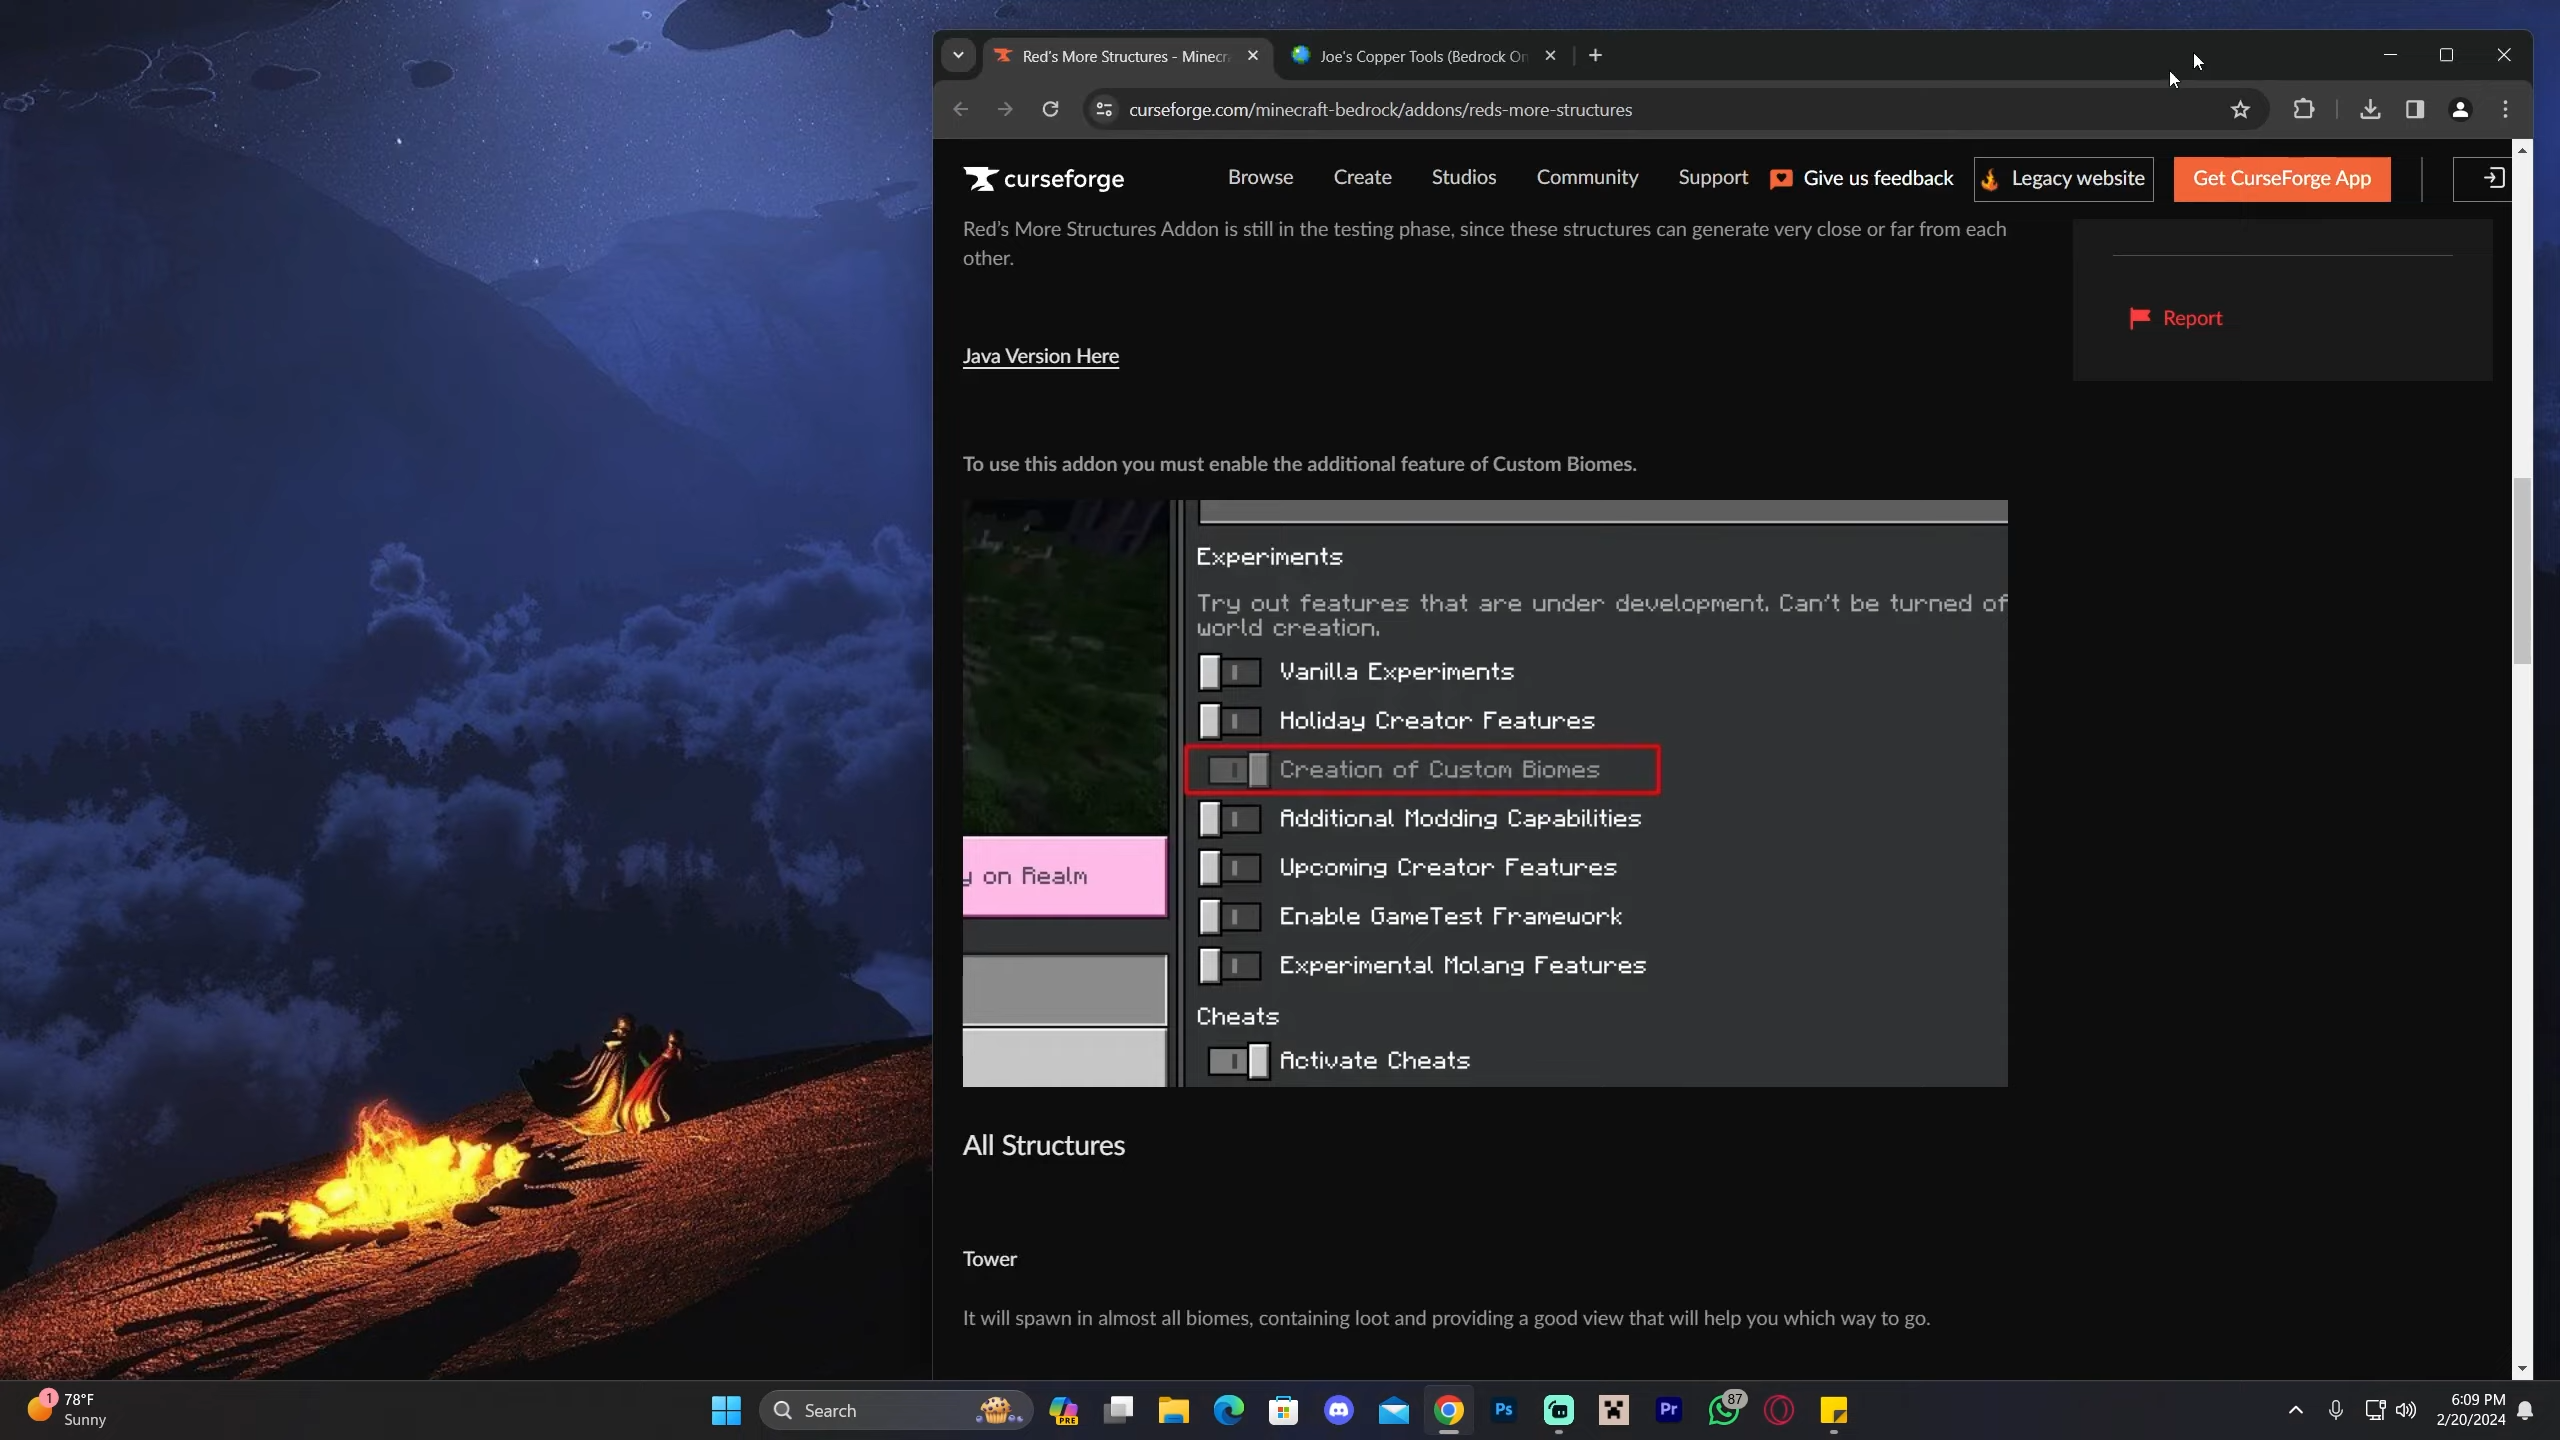 Red's More Structures - Minecr
Joe's Copper Tools (Bedrock On
curseforge.com/minecraft-bedrock/addons/reds-more-structures
curseforge
Browse
Create
Studios
Community
Support
Give us feedback
Legacy website
Get CurseForge App
Red's More Structures Addon is still in the testing phase, since these structures can generate very close or far from each
other.
Report
Java Version Here
To use this addon you must enable the additional feature of Custom Biomes.
Experiments
Try out features that are under development. Can't be turned of
world creation.
Vanilla Experiments
Holiday Creator Features
Creation of Custom Biomes
Additional Modding Capabilities
Upcoming Creator Features
y on Realm
Enable GameTest Framework
Experimental Molang Features
Cheats
Activate Cheats
All Structures
Tower
It will spawn in almost all biomes, containing loot and providing a good view that will help you which way to go.
1
78°F
Sunny
Search
PRE
Ps
Pr
87
6:09 PM
2/20/2024